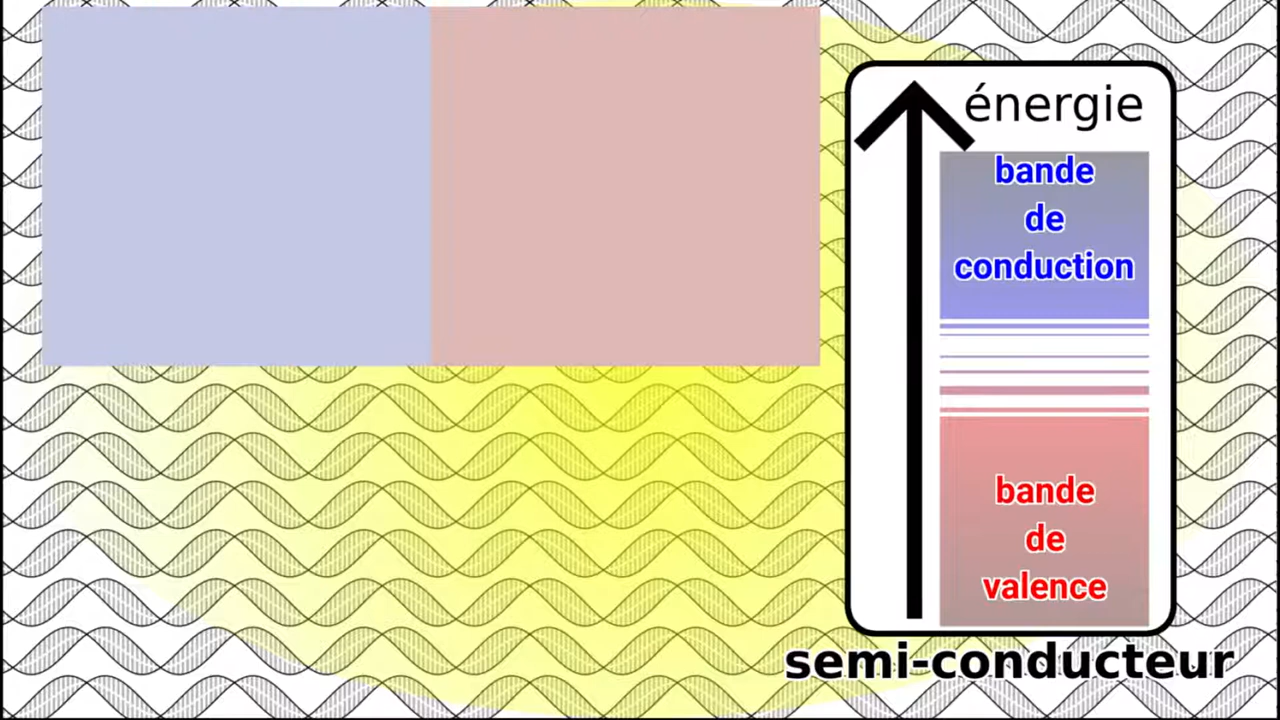 énergie
bande
de
conduction
bande
de
valence
semi-conducteur